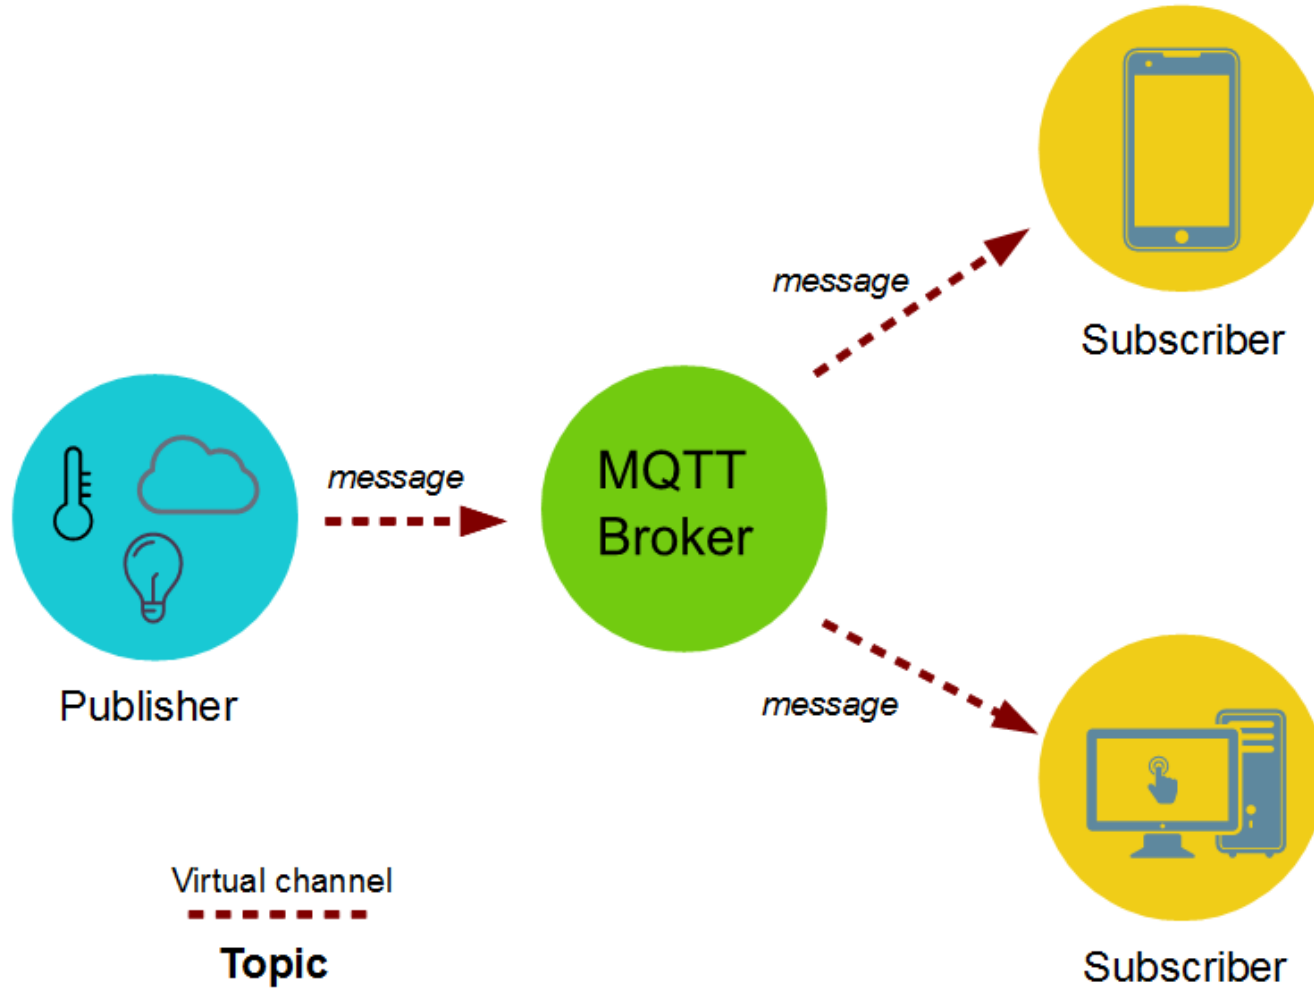 message
Subscriber
message
MQTT
Broker
Publisher
message
Virtual channel
Topic
Subscriber